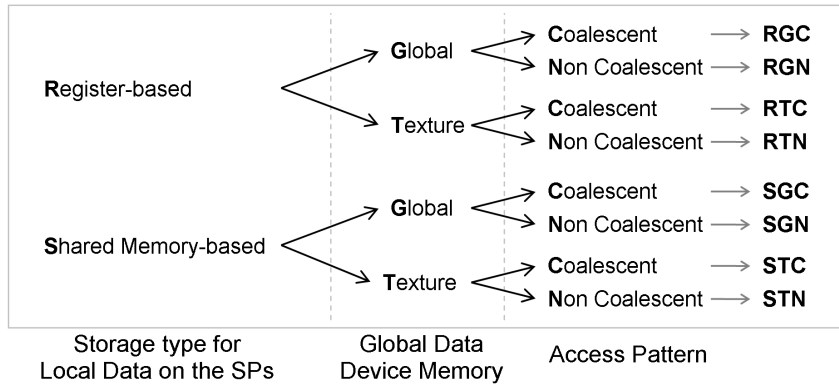 Coalescent RGC
Global
Non Coalescent RGN
Register-based
Coalescent RTC
Texture
Non Coalescent RTN
Coalescent SGC
Global
Non Coalescent SGN
Shared Memory-based
Coalescent STC
Texture
Non Coalescent STN
Storage type for
Local Data on the SPs
Global Data
Device Memory
Access Pattern